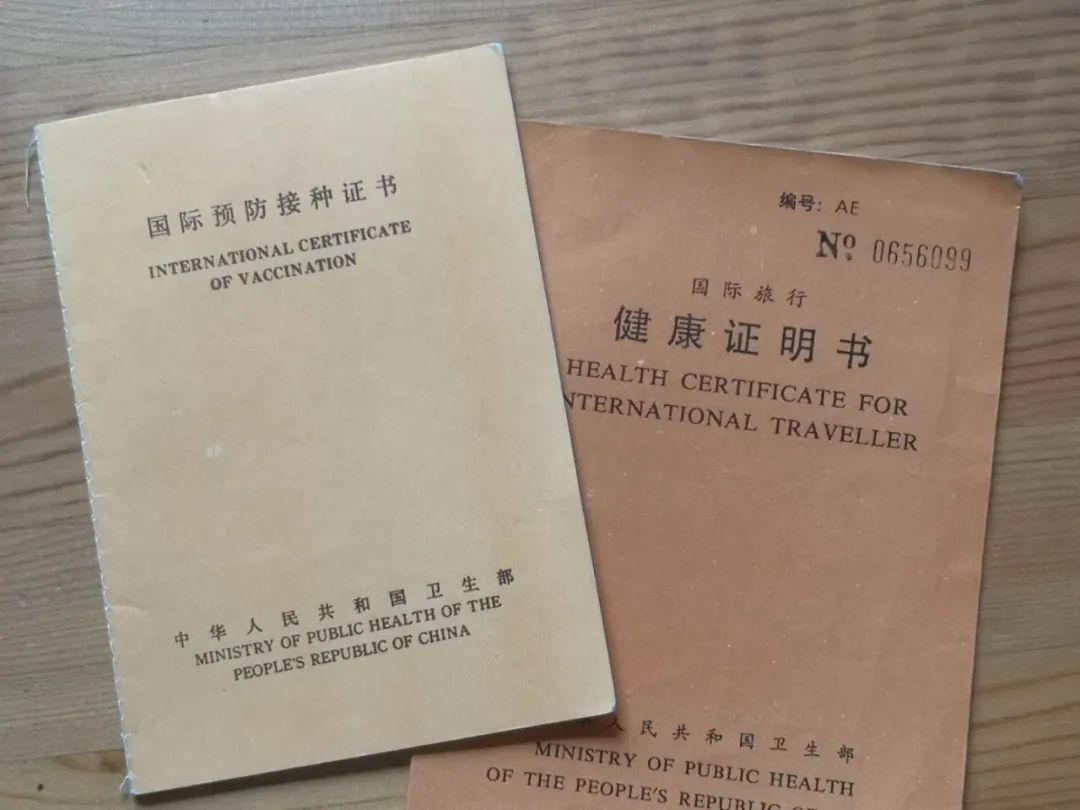 国际预防接种证书
INTERNATIONAL CERTIFICATE
OF VACCINATION
中华人民共和国卫生部
MINISTRY OF PUBLIC HEALTH OF THE
PEOPLE'S REPUBLIC OF CHINA
编号: AE
Nº. 0656099
国际旅行
健康证明书
HEALTH CERTIFICATE FOR
NTERNATIONAL TRAVELLER
人民共和国卫生部
MINISTRY OF PUBLIC HEALTH
OF THE PEOPLE'S REPUBLIC